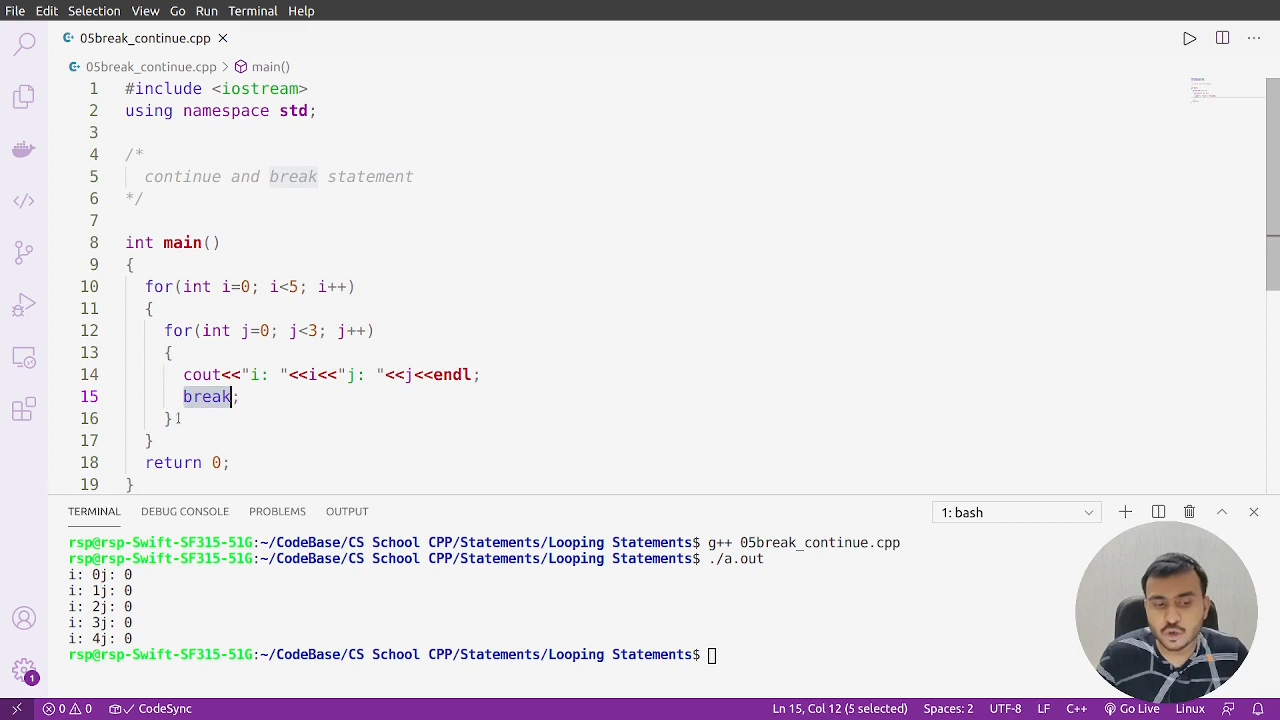 File Edit Selection View Go Run Terminal Help
05break_continue.cpp
05break_continue.cpp > main()
1 #include <iostream>
2 using namespace std;
3
4 /*
5 continue and break statement
6 */
7
8 int main()
9 {
10 for(int i=0; i<5; i++)
11 {
12 for(int j=0; j<3; j++)
13 {
14 cout<<"i: "<<i<<"j: "<<j<<endl;
15 break;
16 }
17 }
18 return 0;
19 }
TERMINAL DEBUG CONSOLE PROBLEMS OUTPUT 1: bash
rsp@rsp-Swift-SF315-51G:~/CodeBase/CS School CPP/Statements/Looping Statements$ g++ 05break_continue.cpp
rsp@rsp-Swift-SF315-51G:~/CodeBase/CS School CPP/Statements/Looping Statements$ ./a.out
i: 0j: 0
i: 1j: 0
i: 2j: 0
i: 3j: 0
i: 4j: 0
rsp@rsp-Swift-SF315-51G:~/CodeBase/CS School CPP/Statements/Looping Statements$
1
0 0 CodeSync Ln 15, Col 12 (5 selected) Spaces: 2 UTF-8 LF C++ Go Live Linux